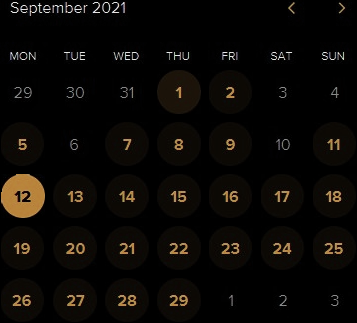 September 2021
MON TUE WED THU FRI SAT SUN
29 30 31 1 2 3 4
5 6 7 8 9 10 11
12 13 14 15 16 17 18
19 20 21 22 23 24 25
26 27 28 29 1 2 3